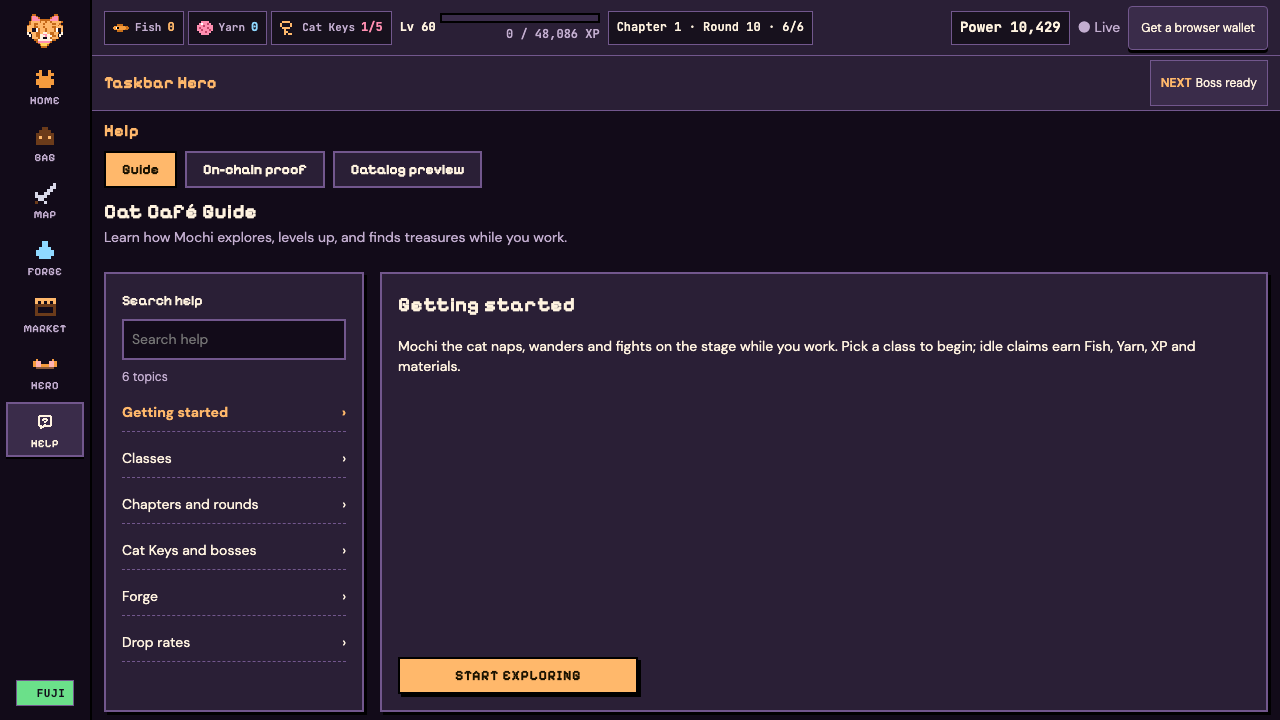 Fish 0
Yarn 0
Cat Keys 1/5
Lv 60
0 / 48,086 XP
Chapter 1 · Round 10 · 6/6
Power 10,429
Live
Get a browser wallet
HOME
BAG
MAP
FORGE
MARKET
HERO
HELP
FUJI
Taskbar Hero
NEXT Boss ready
Help
Guide
On-chain proof
Catalog preview
Cat Café Guide
Learn how Mochi explores, levels up, and finds treasures while you work.
Search help
Search help
6 topics
Getting started ›
Classes ›
Chapters and rounds ›
Cat Keys and bosses ›
Forge ›
Drop rates ›
Getting started
Mochi the cat naps, wanders and fights on the stage while you work. Pick a class to begin; idle claims earn Fish, Yarn, XP and
materials.
START EXPLORING